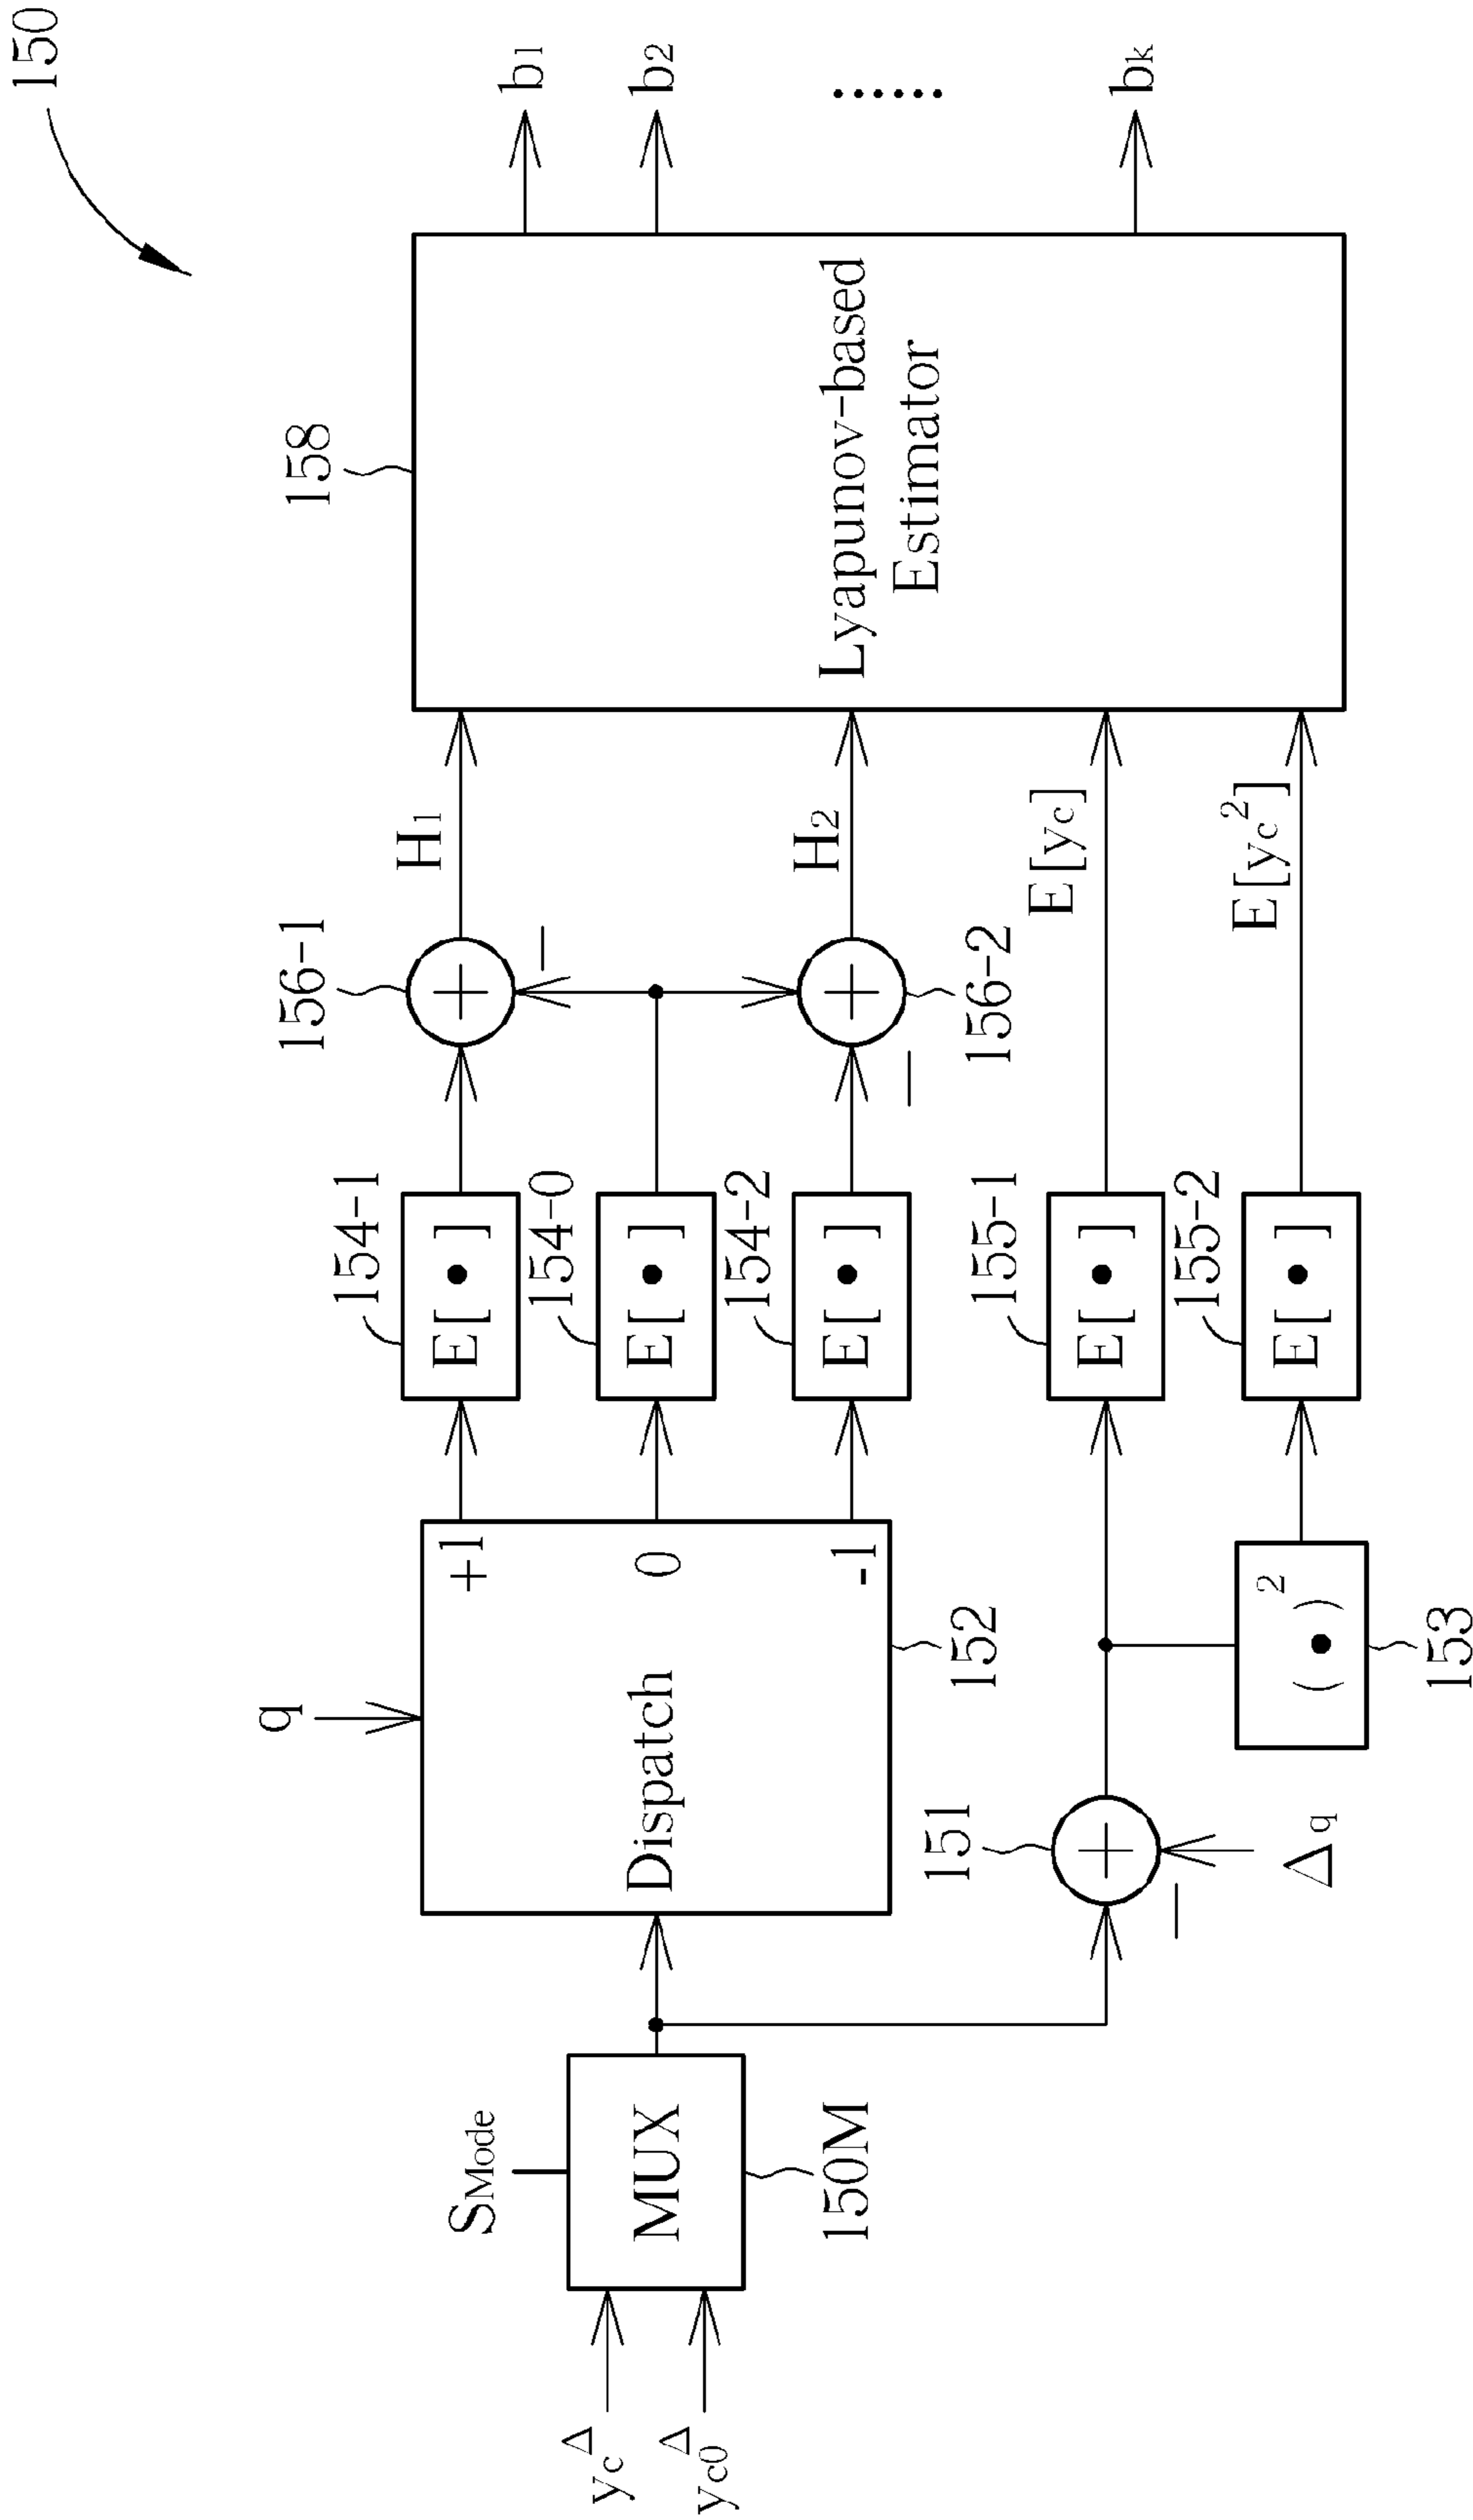 150
yc^Δ
yc0^Δ
SMode
MUX
150M
q
Dispatch
+1
0
-1
152
151
−
Δq
( • )²
153
154-1
E[ • ]
154-0
E[ • ]
154-2
E[ • ]
155-1
E[ • ]
155-2
E[ • ]
156-1
+
−
+
−
156-2
+
H1
H2
E[yc]
E[yc²]
158
Lyapunov-based
Estimator
b1
b2
......
bk